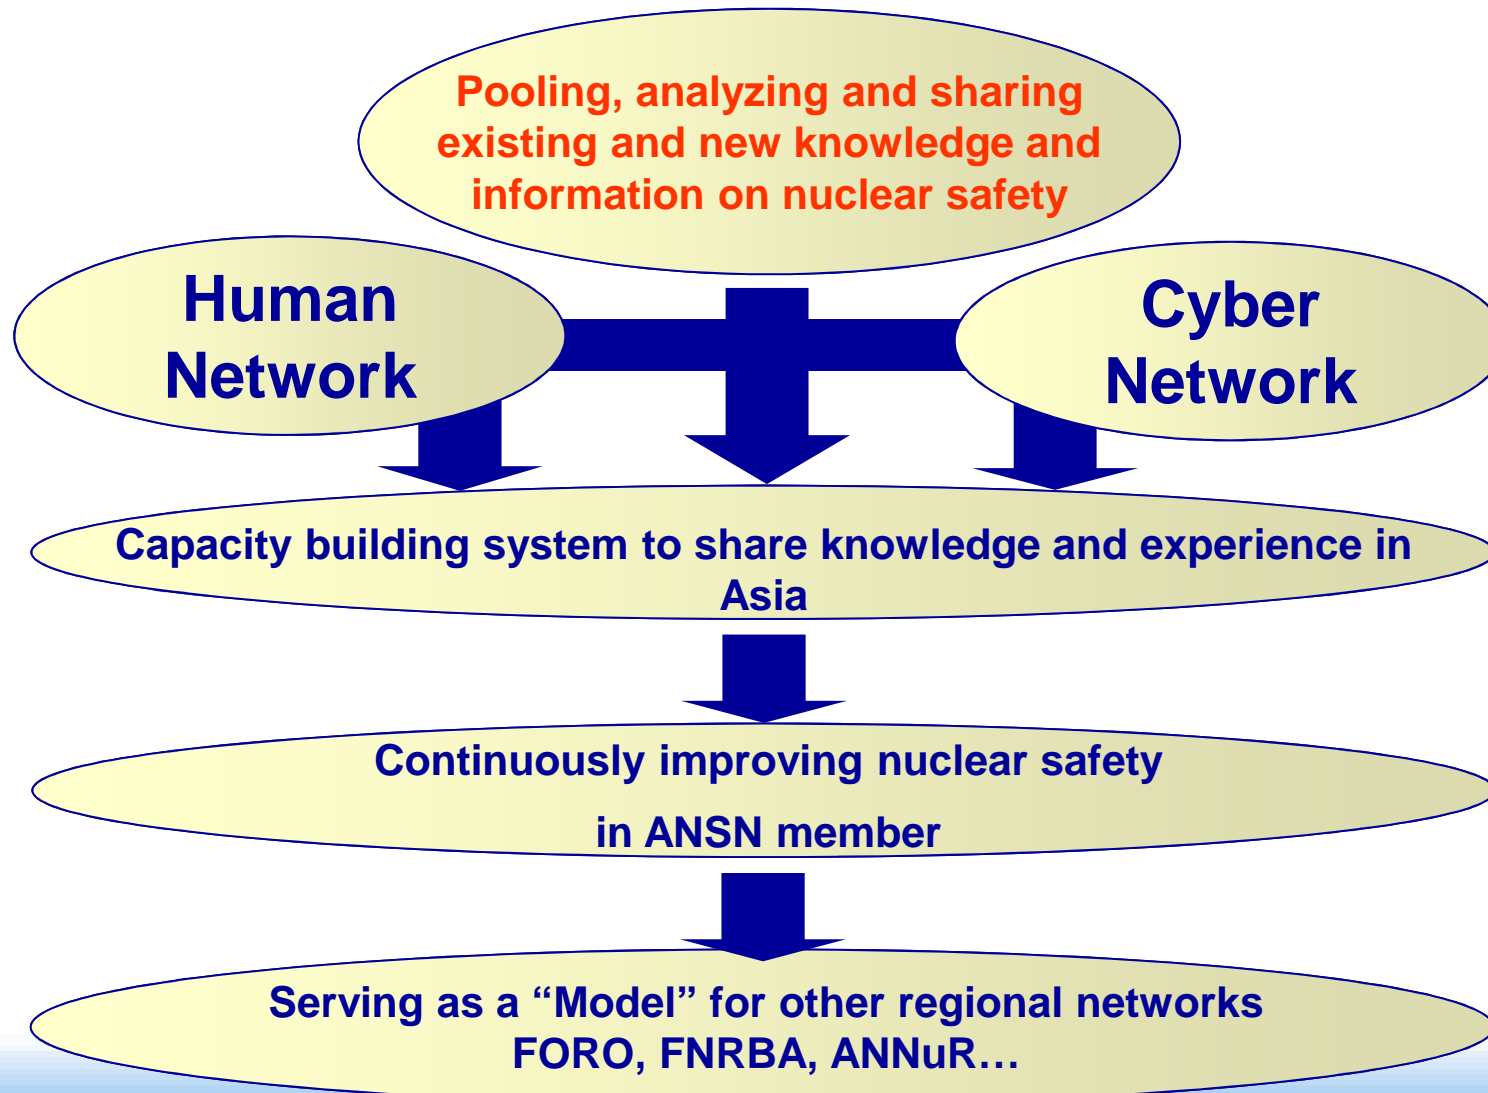 Pooling, analyzing and sharing
existing and new knowledge and
information on nuclear safety
Human
Network
Cyber
Network
Capacity building system to share knowledge and experience in
Asia
Continuously improving nuclear safety
in ANSN member
Serving as a “Model” for other regional networks
FORO, FNRBA, ANNuR…